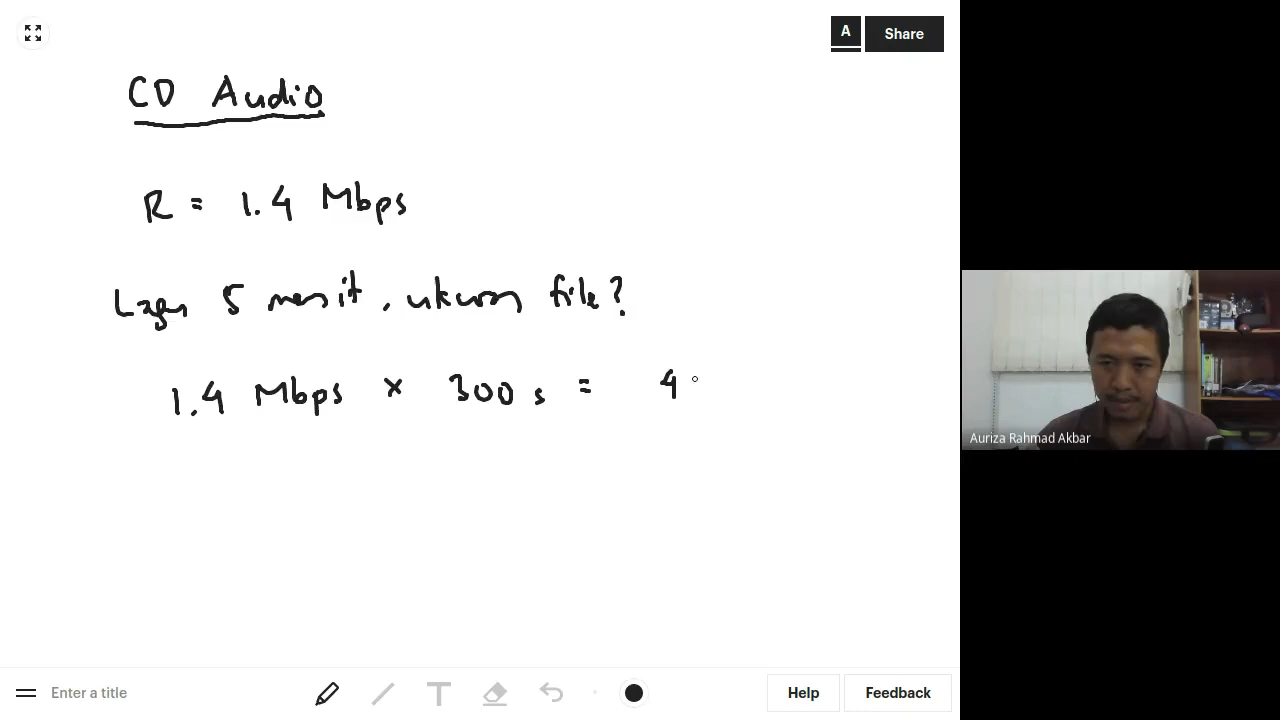 A
Share
CD Audio
R = 1.4 Mbps
Lagu 5 menit, ukuran file?
1.4 Mbps × 300 s = 4
Auriza Rahmad Akbar
Enter a title
Help
Feedback